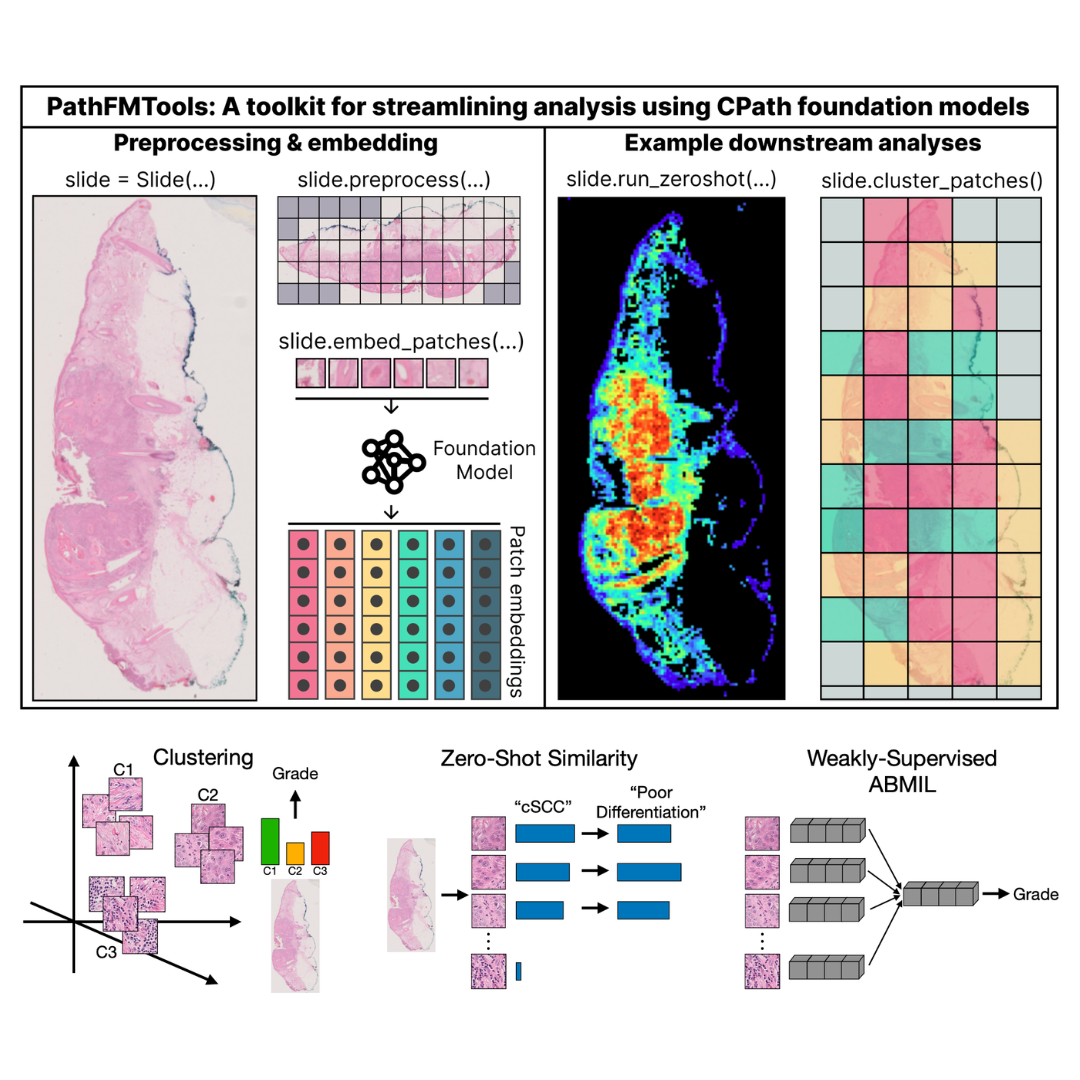 PathFMTools: A toolkit for streamlining analysis using CPath foundation models
Preprocessing & embedding
slide = Slide(...)
slide.preprocess(...)
slide.embed_patches(...)
Foundation
Model
Patch embeddings
Example downstream analyses
slide.run_zeroshot(...)
slide.cluster_patches()
Clustering
C1
C2
C3
Grade
C1 C2 C3
Zero-Shot Similarity
“cSCC”
“Poor
Differentiation”
Weakly-Supervised
ABMIL
Grade